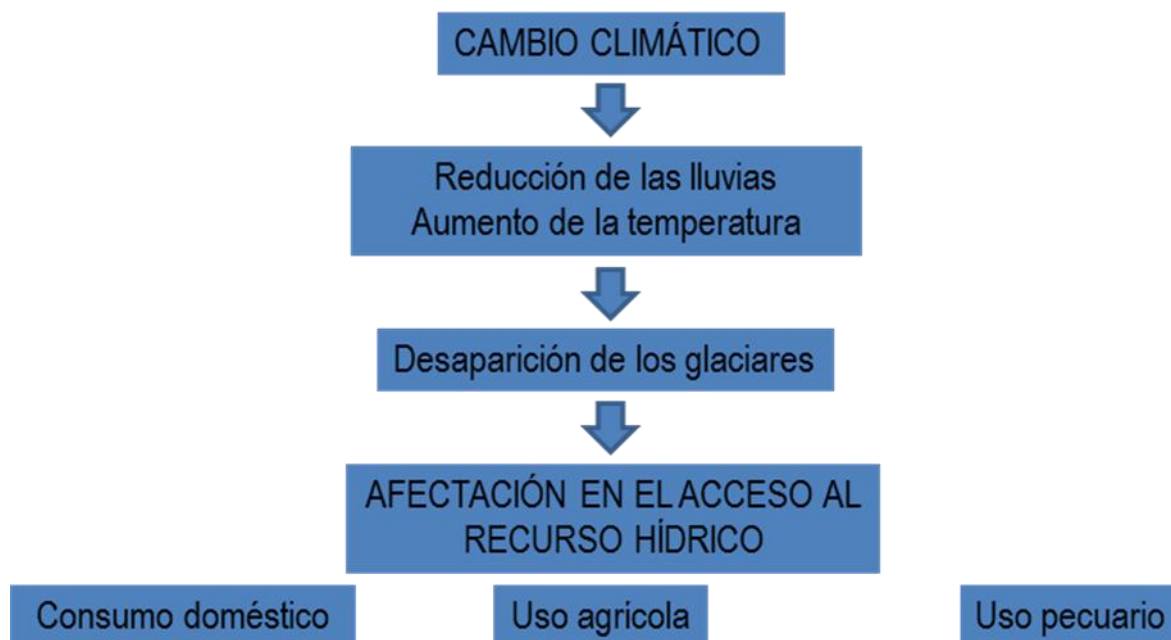 CAMBIO CLIMÁTICO
Reducción de las lluvias
Aumento de la temperatura
Desaparición de los glaciares
AFECTACIÓN EN EL ACCESO AL
RECURSO HÍDRICO
Consumo doméstico
Uso agrícola
Uso pecuario